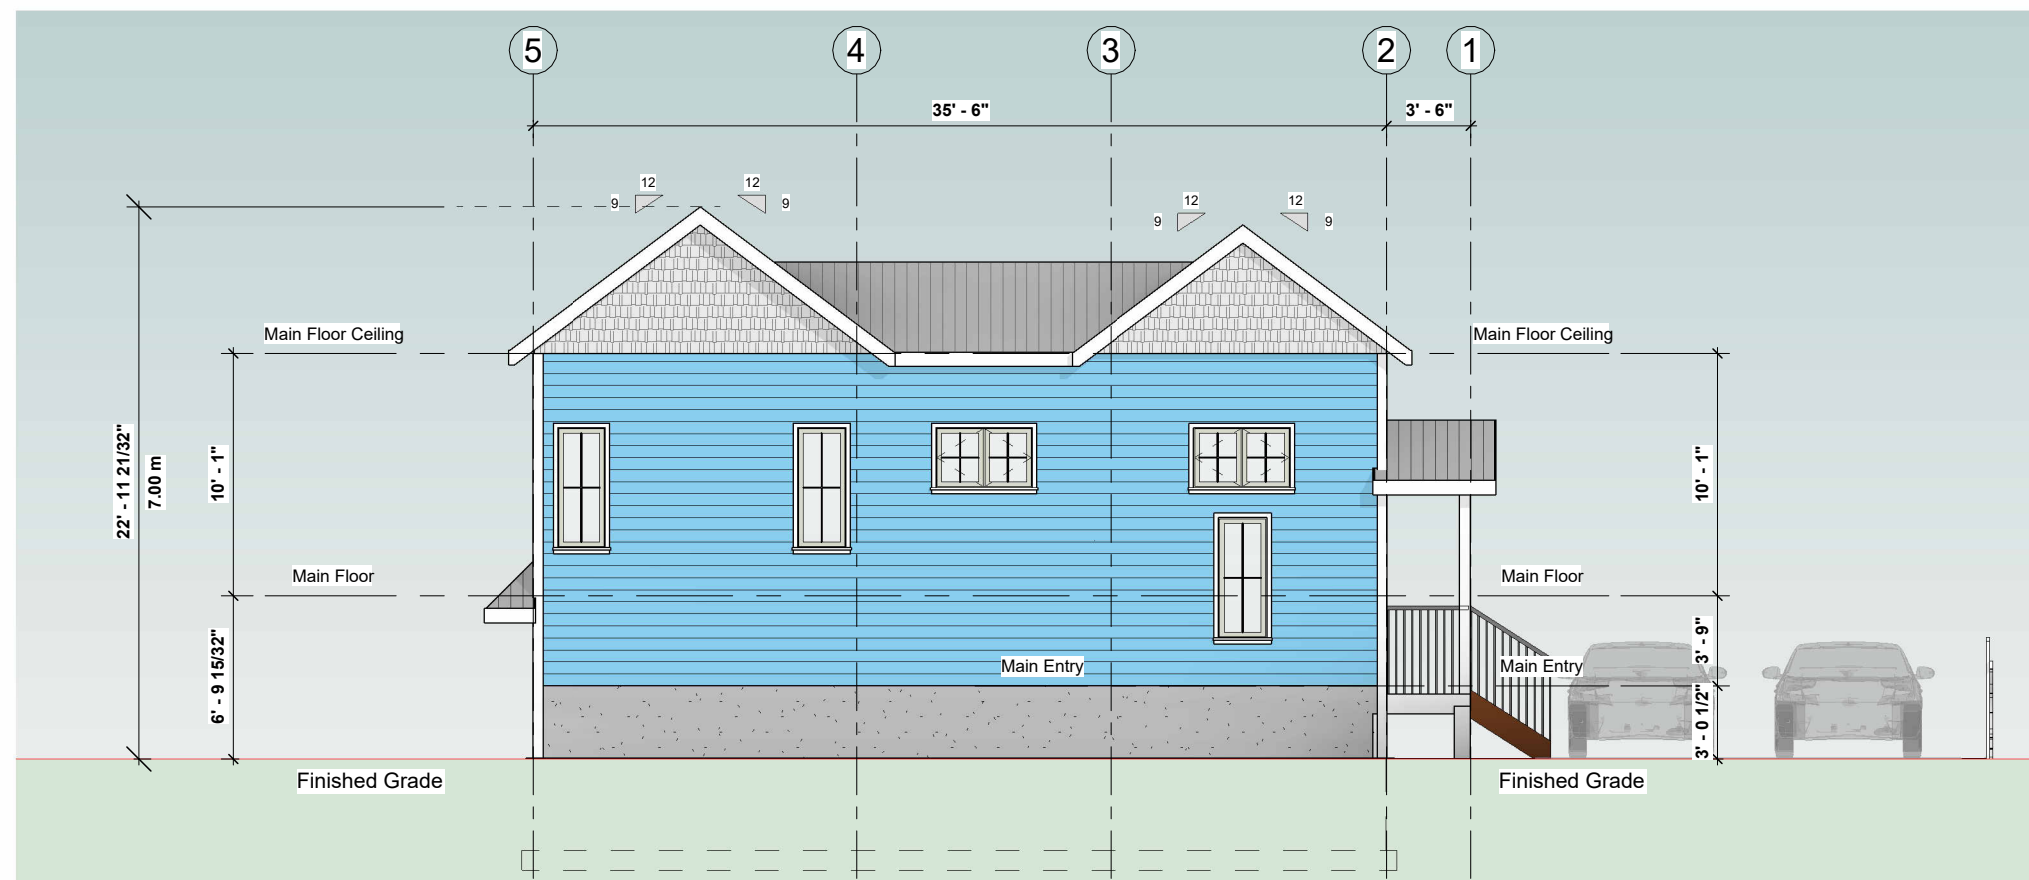 5 4 3 2 1
35' - 6" 3' - 6"
12 12
9 9
12 12
9 9
Main Floor Ceiling Main Floor Ceiling
22' - 11 21/32"
7.00 m
10' - 1" 10' - 1"
Main Floor Main Floor
6' - 9 15/32" 3' - 9"
Main Entry Main Entry
3' - 0 1/2"
Finished Grade Finished Grade